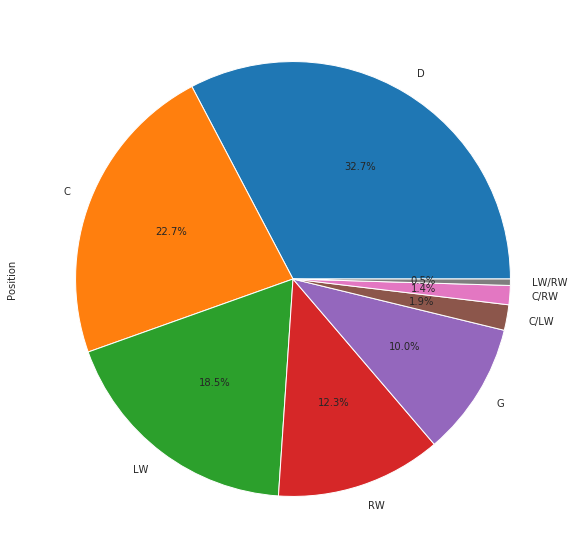 D
32.7%
C
22.7%
Position
LW
18.5%
RW
12.3%
G
10.0%
C/LW
1.9%
C/RW
1.4%
LW/RW
0.5%